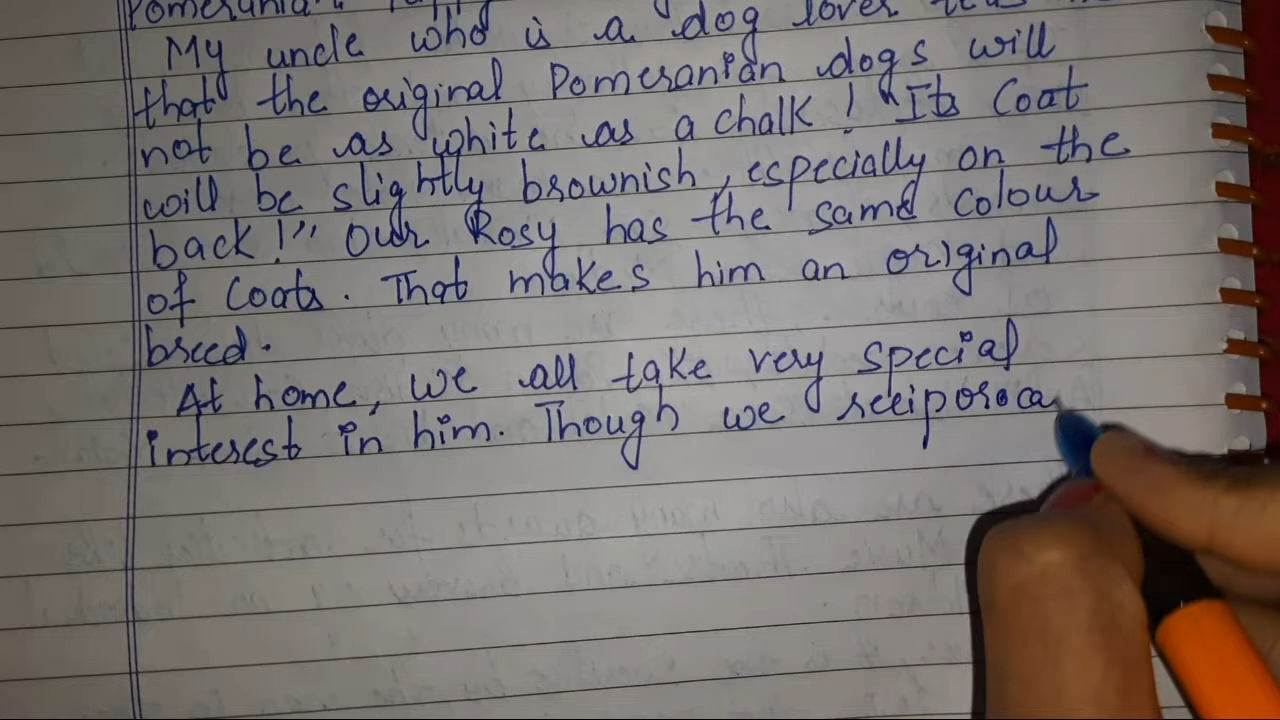 Pomerania
My uncle who is a dog lover
that the original Pomeranian dogs will
not be as white as a chalk! "Its Coat
will be slightly brownish, especially on the
back!" Our Rosy has the same colour
of Coats. That makes him an original
breed.
At home, we all take very special
interest in him. Though we reciporoca